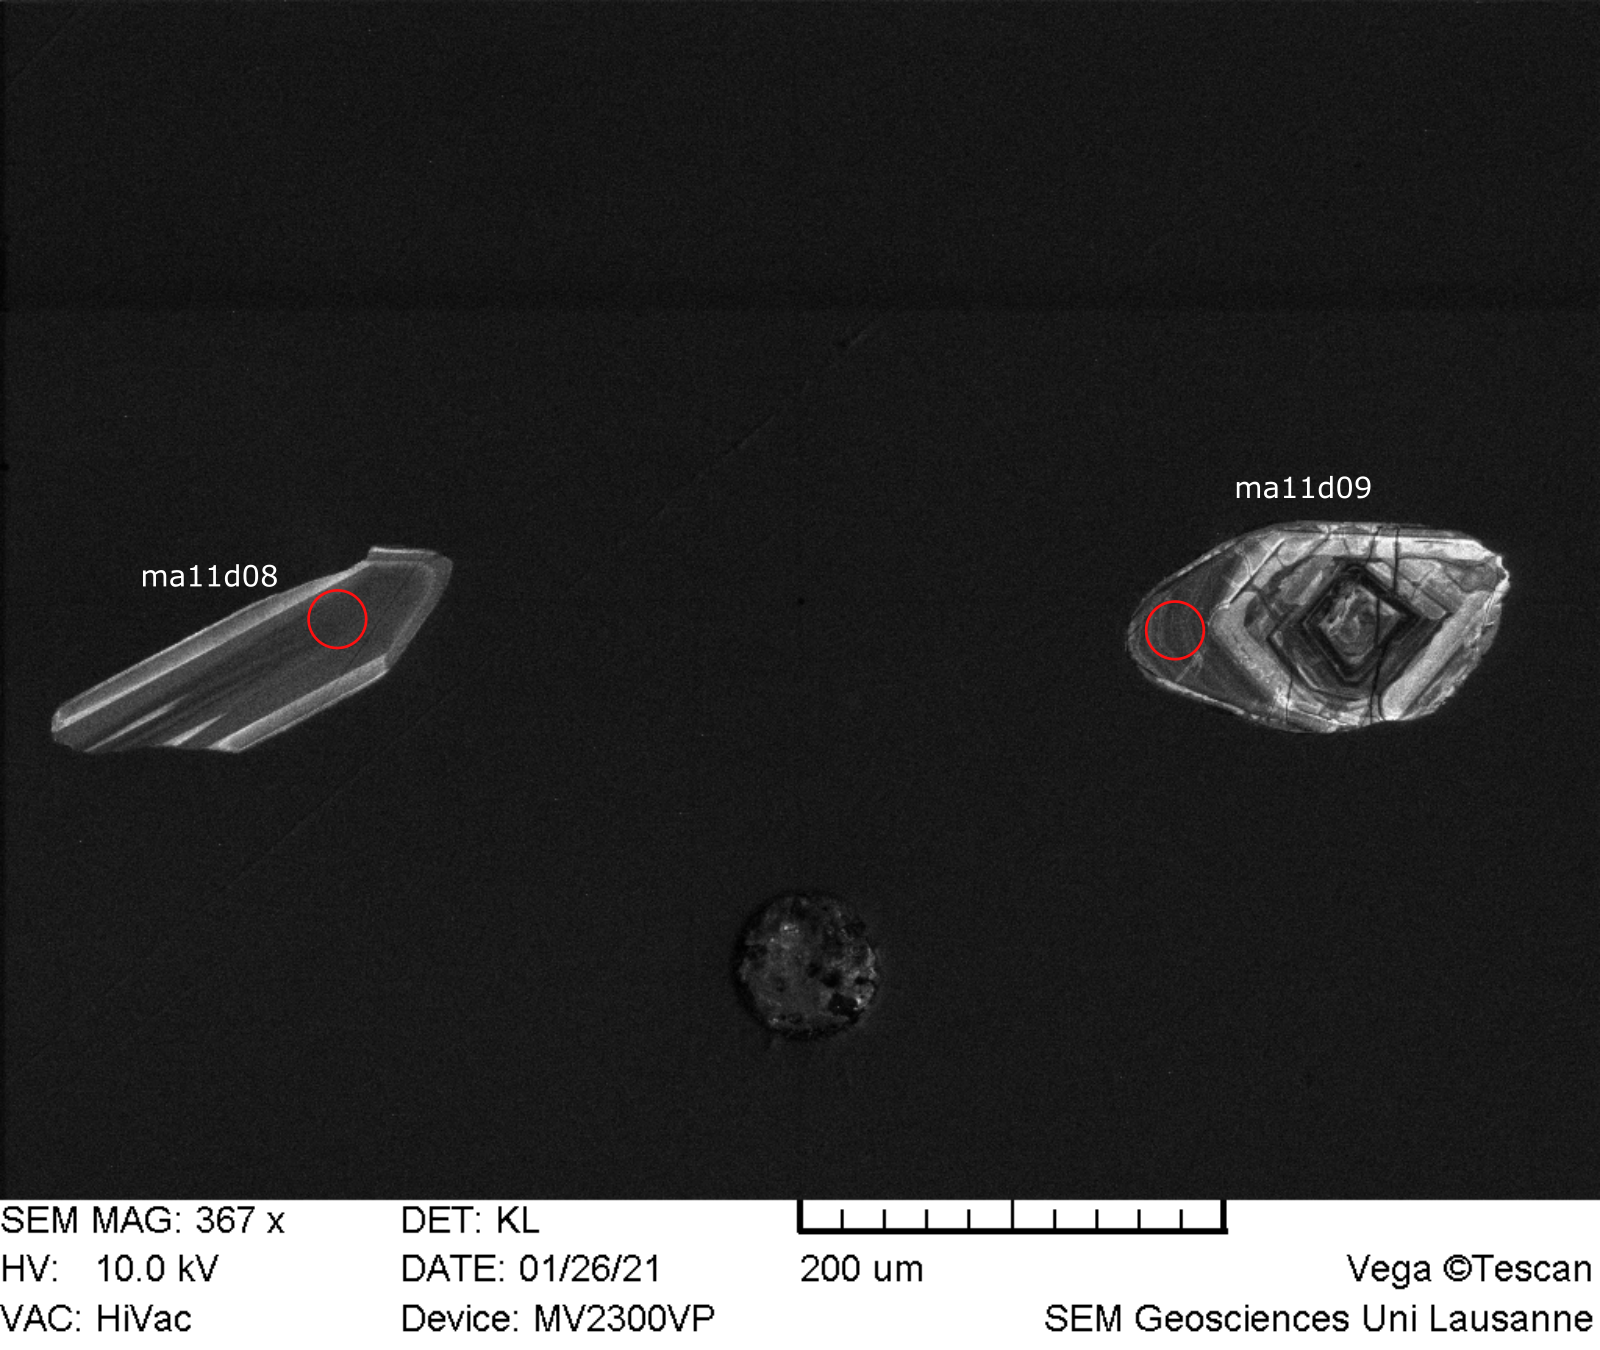 ma11d09
ma11d08
SEM MAG: 367 x
DET: KL
HV: 10.0 kV
DATE: 01/26/21
200 um
Vega ©Tescan
VAC: HiVac
Device: MV2300VP
SEM Geosciences Uni Lausanne